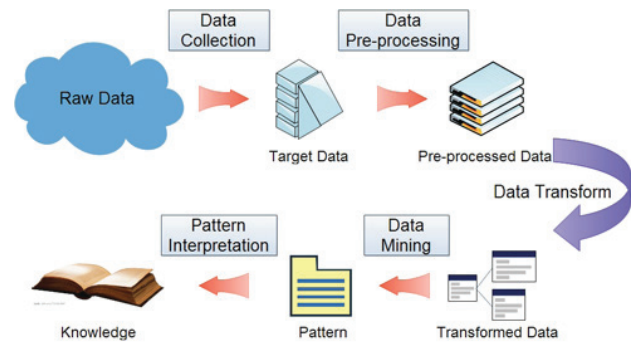 Data
Collection
Data
Pre-processing
Raw Data
Target Data
Pre-processed Data
Data Transform
Pattern
Interpretation
Data
Mining
Knowledge
Pattern
Transformed Data